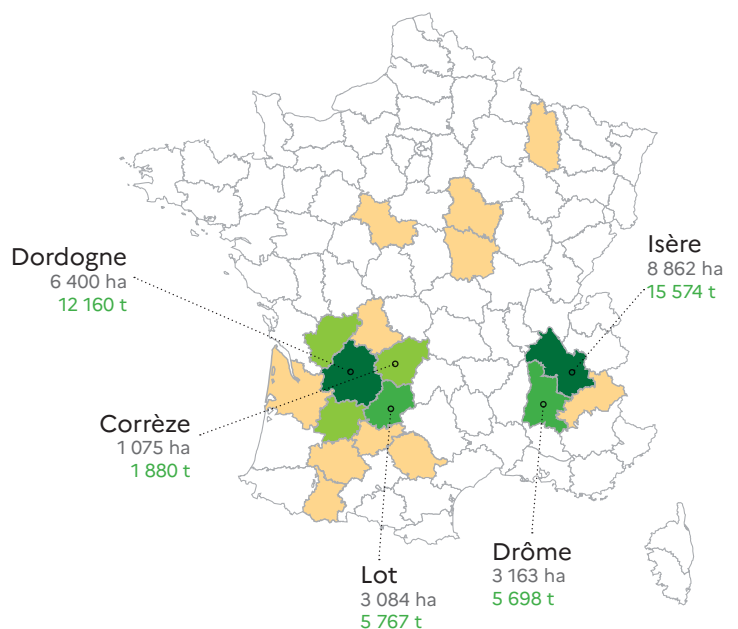 Dordogne
6 400 ha
12 160 t
Isère
8 862 ha
15 574 t
Corrèze
1 075 ha
1 880 t
Lot
3 084 ha
5 767 t
Drôme
3 163 ha
5 698 t